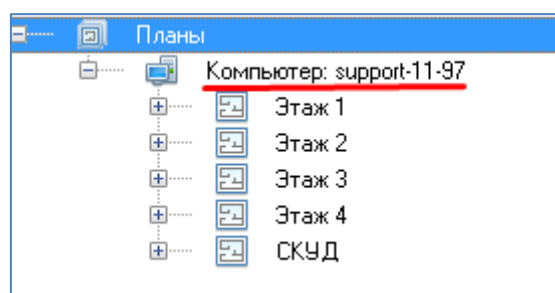 Планы
Компьютер: support-11-97
Этаж 1
Этаж 2
Этаж 3
Этаж 4
СКУД